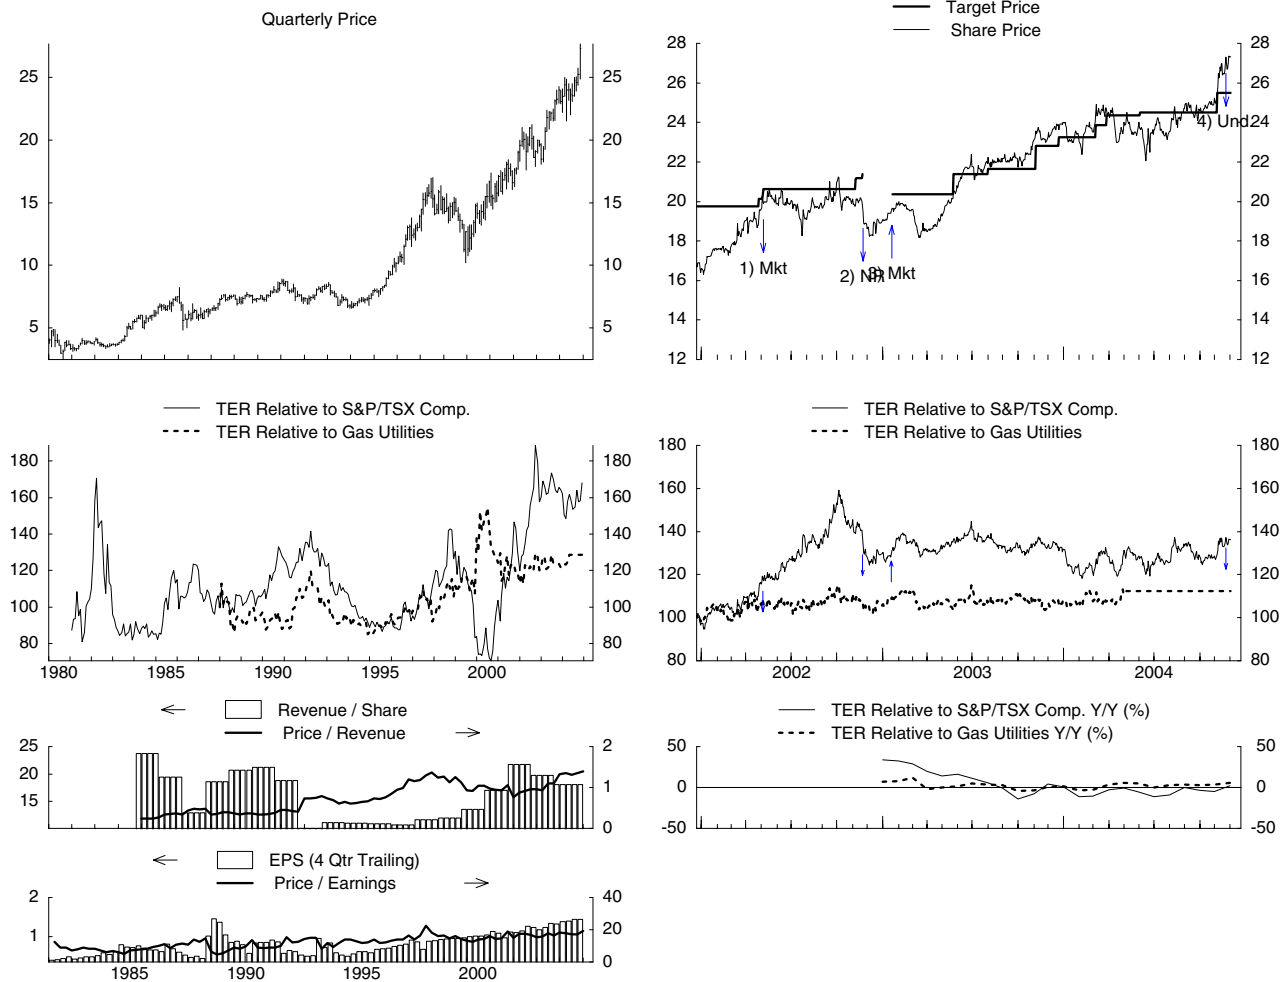 Quarterly Price
25 25
20 20
15 15
10 10
5 5
Target Price
Share Price
28 28
26 26
24 24
22 22
20 20
18 18
16 16
14 14
12 12
1) Mkt
2) NR
3) Mkt
4) Und
TER Relative to S&P/TSX Comp.
TER Relative to Gas Utilities
180 180
160 160
140 140
120 120
100 100
80 80
1980 1985 1990 1995 2000
TER Relative to S&P/TSX Comp.
TER Relative to Gas Utilities
180 180
160 160
140 140
120 120
100 100
80 80
2002 2003 2004
Revenue / Share
Price / Revenue
25 2
20 1
15 0
TER Relative to S&P/TSX Comp. Y/Y (%)
TER Relative to Gas Utilities Y/Y (%)
50 50
0 0
-50 -50
EPS (4 Qtr Trailing)
Price / Earnings
2 40
1 20
0
1985 1990 1995 2000